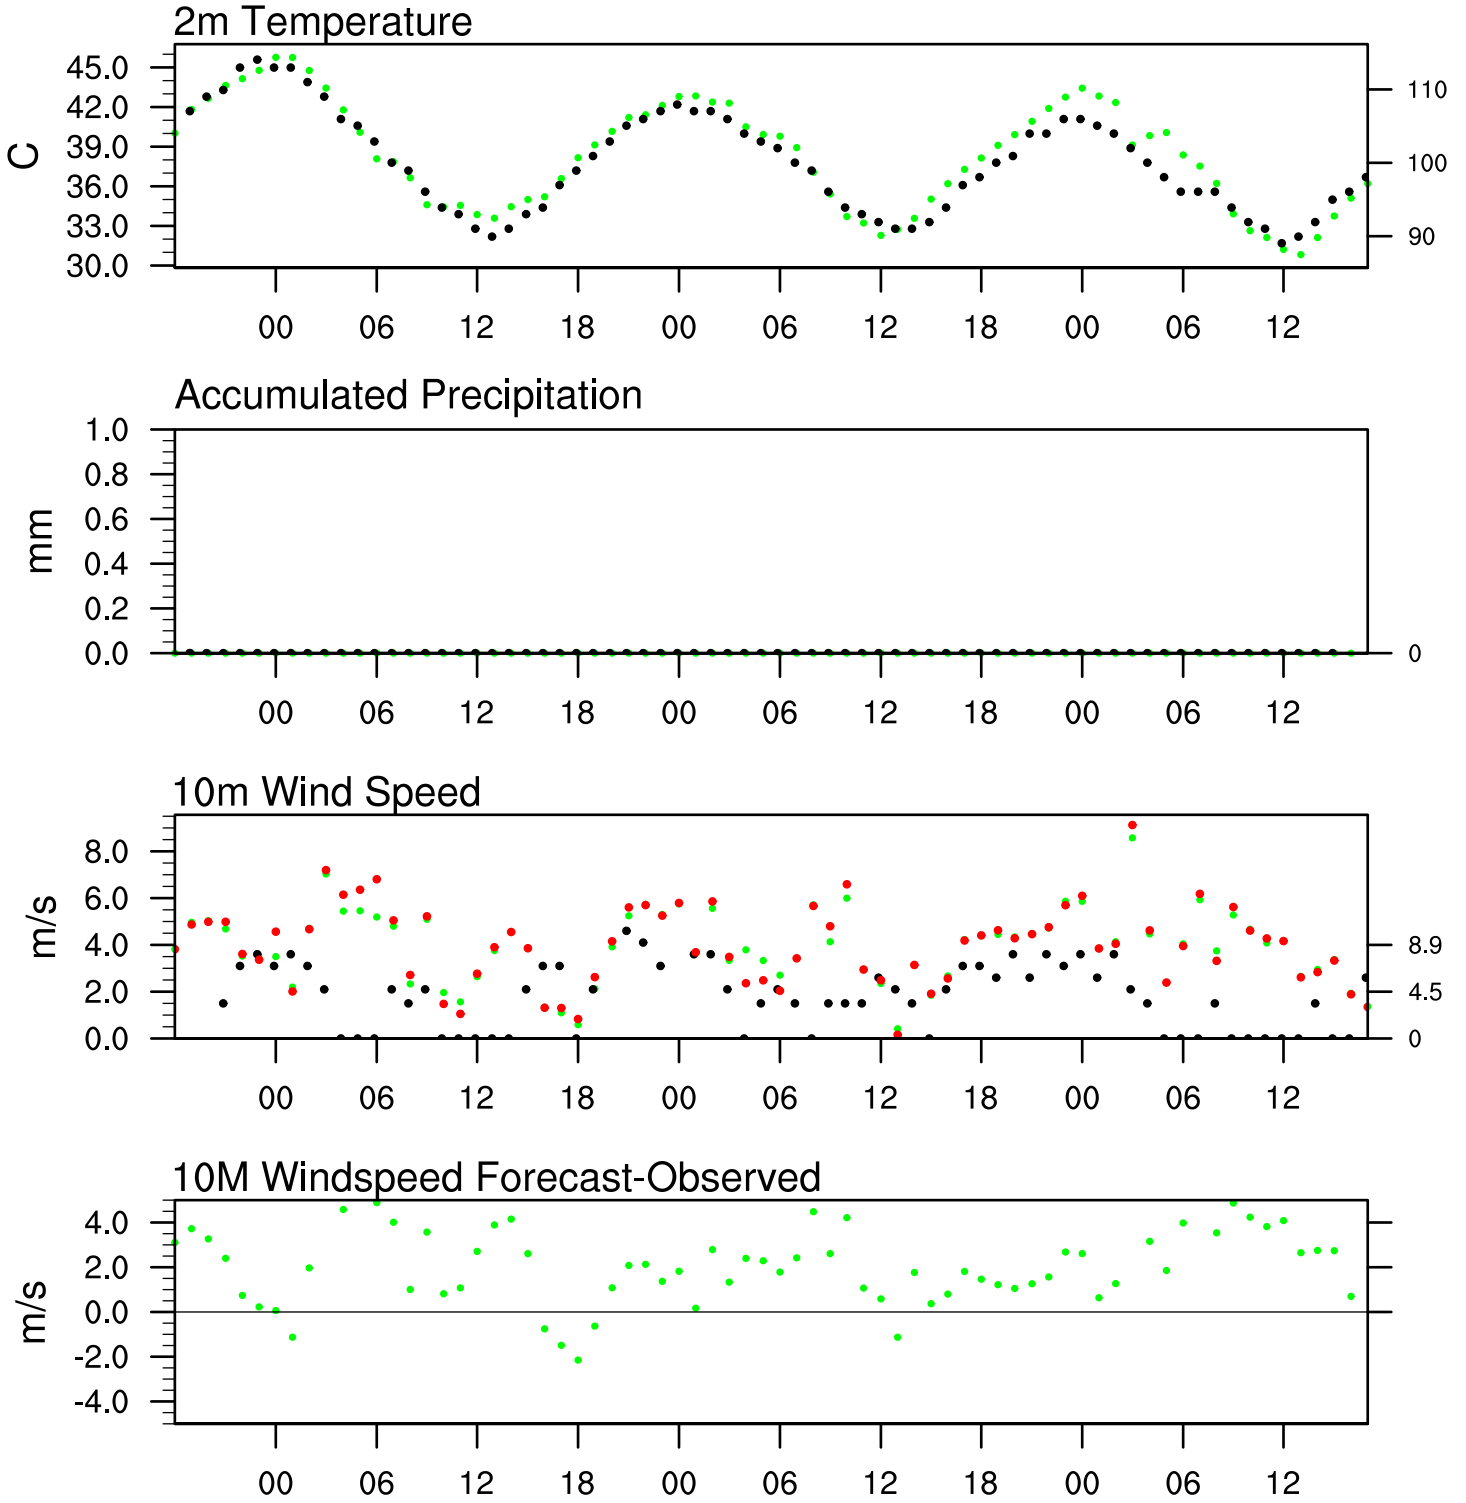 2m Temperature
45.0
42.0
39.0
36.0
33.0
30.0
C
110
100
90
00 06 12 18 00 06 12 18 00 06 12
Accumulated Precipitation
1.0
0.8
0.6
0.4
0.2
0.0
mm
0
00 06 12 18 00 06 12 18 00 06 12
10m Wind Speed
8.0
6.0
4.0
2.0
0.0
m/s
8.9
4.5
0
00 06 12 18 00 06 12 18 00 06 12
10M Windspeed Forecast-Observed
4.0
2.0
0.0
-2.0
-4.0
m/s
00 06 12 18 00 06 12 18 00 06 12